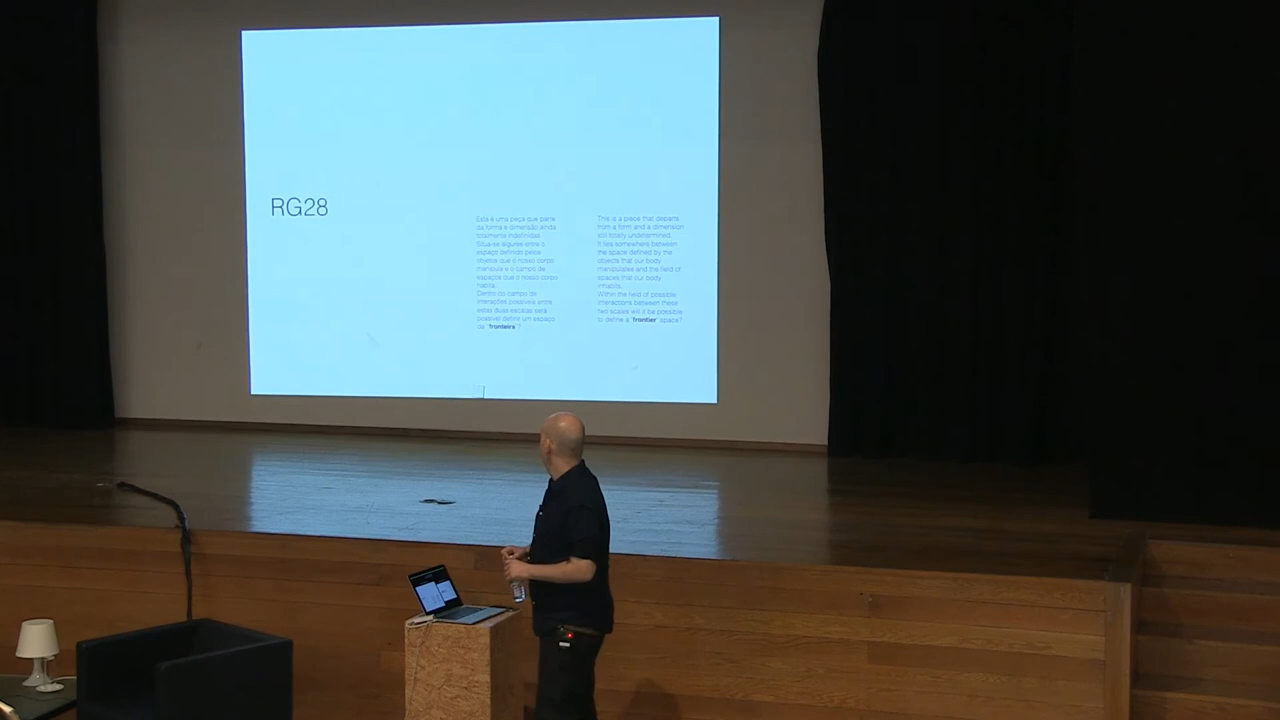 RG28
Esta é uma peça que parte
da forma e dimensão ainda
totalmente indefinidas.
Situa-se algures entre o
espaço definido pelos
objetos que o nosso corpo
manipula e o campo de
espaços que o nosso corpo
habita.
Dentro do campo de
interações possíveis entre
estas duas escalas será
possível definir um espaço
de 'fronteira'?
This is a piece that departs
from a form and a dimension
still totally undetermined.
It lies somewhere between
the space defined by the
objects that our body
manipulates and the field of
spaces that our body
inhabits.
Within the field of possible
interactions between these
two scales will it be possible
to define a 'frontier' space?